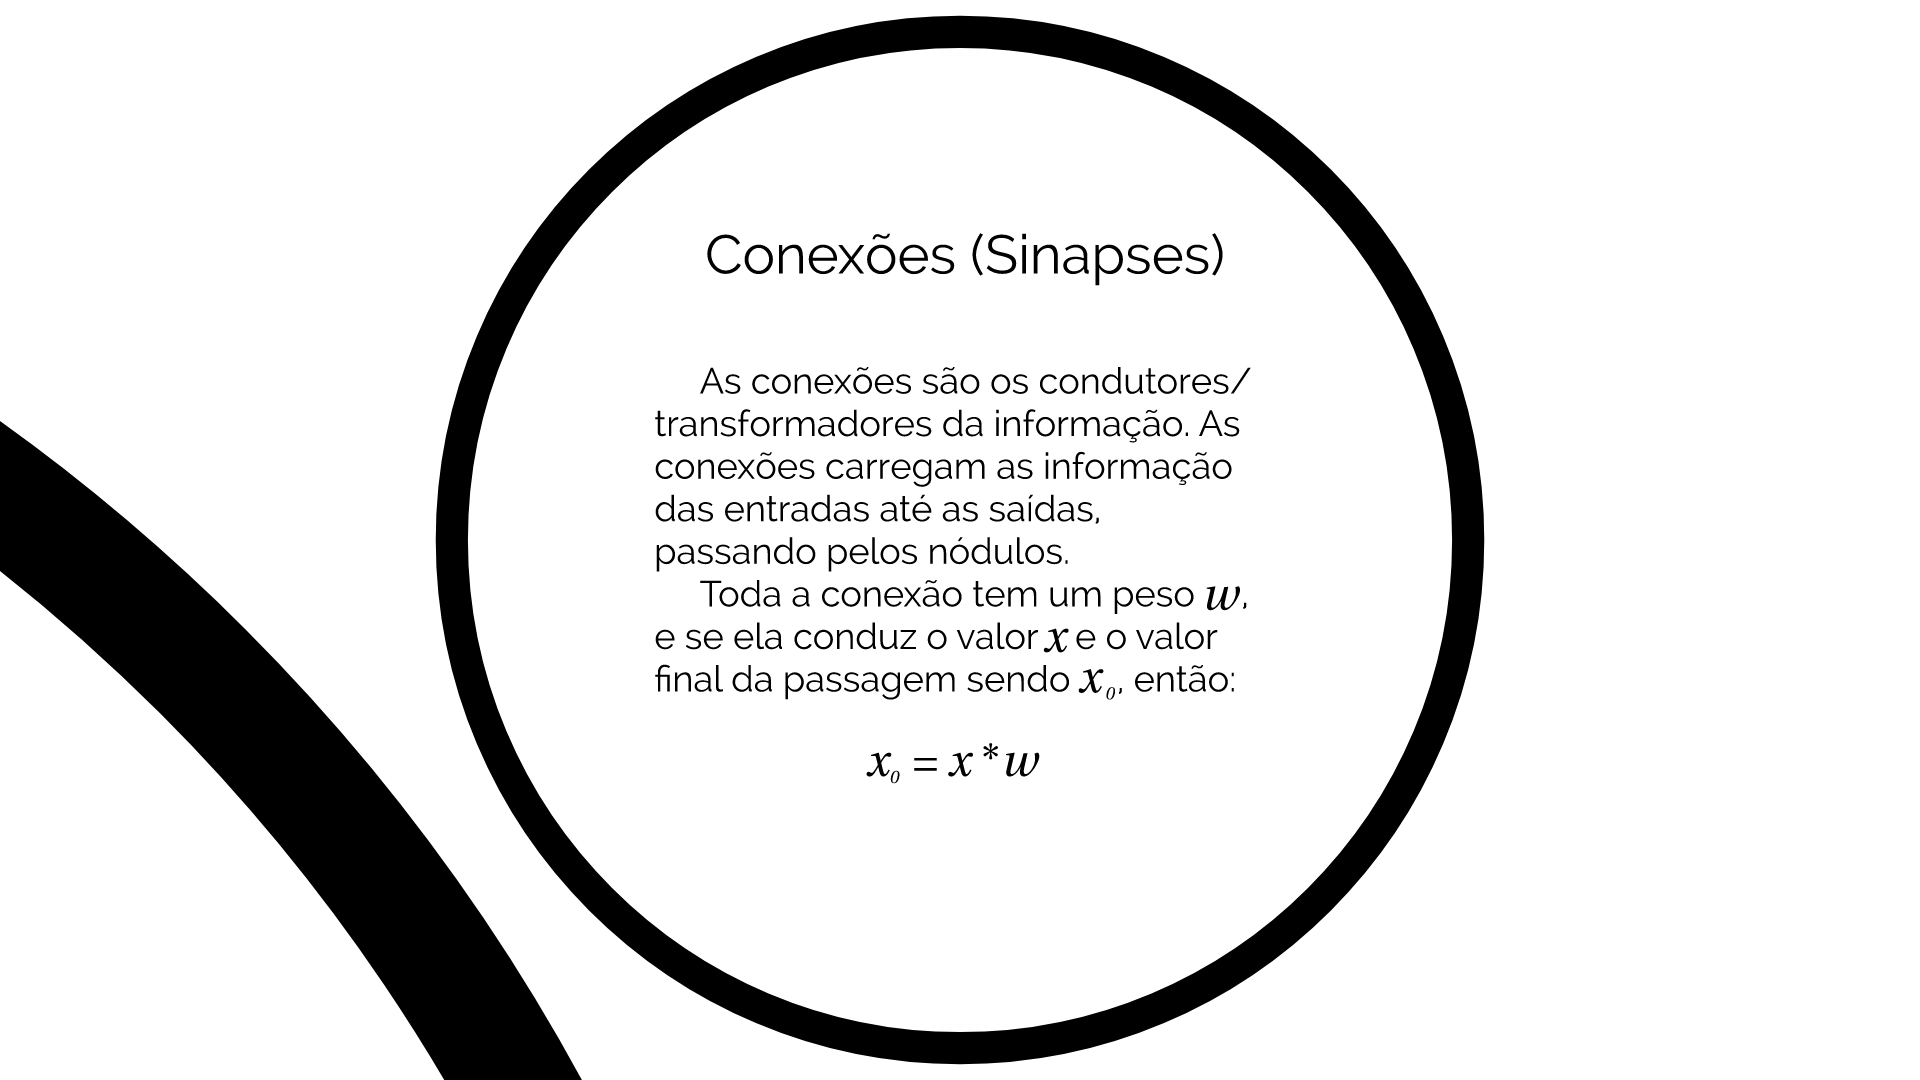 Conexões (Sinapses)
As conexões são os condutores/
transformadores da informação. As
conexões carregam as informação
das entradas até as saídas,
passando pelos nódulos.
Toda a conexão tem um peso w,
e se ela conduz o valor x e o valor
final da passagem sendo x₀, então:
x₀ = x * w